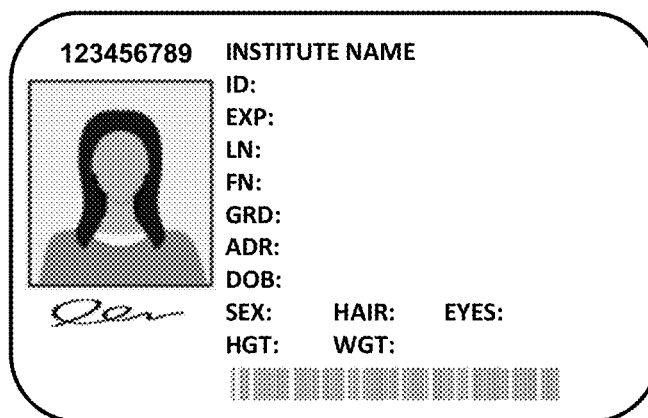 123456789
INSTITUTE NAME
ID:
EXP:
LN:
FN:
GRD:
ADR:
DOB:
SEX: HAIR: EYES:
HGT: WGT: